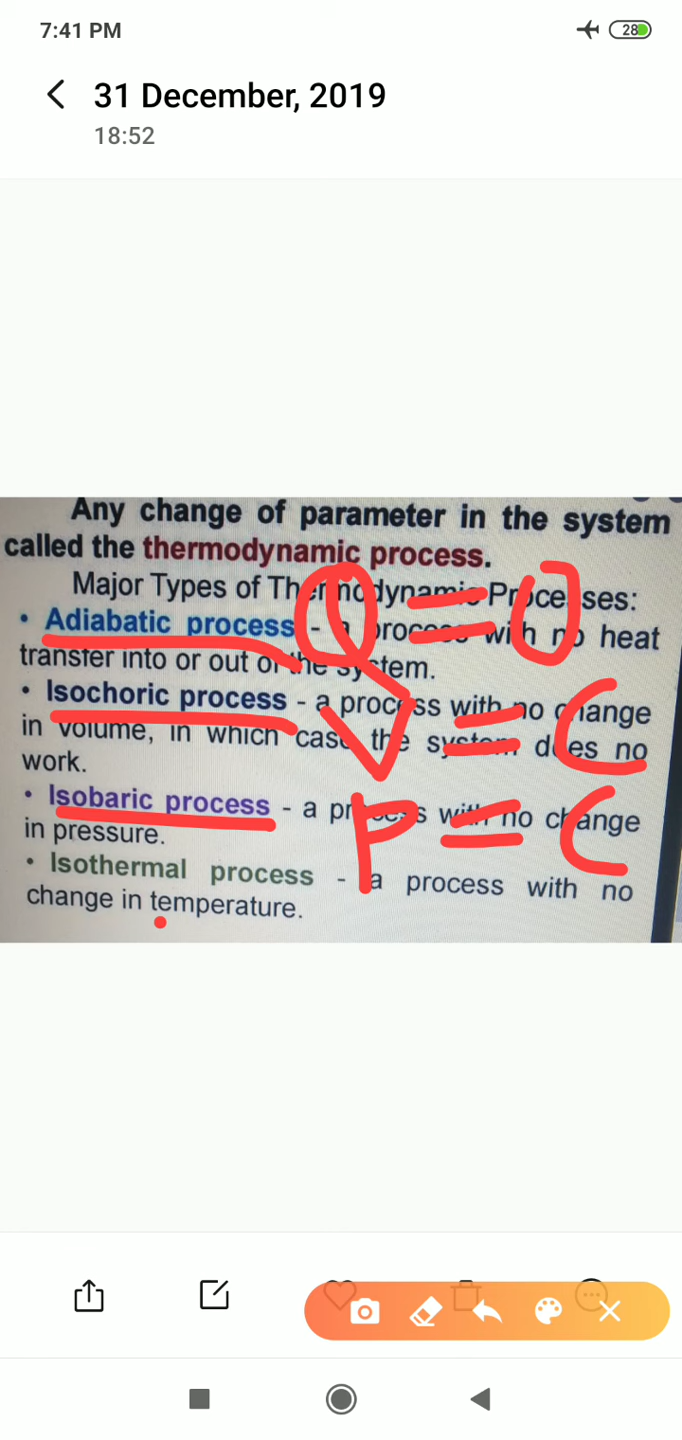 7:41 PM
28
31 December, 2019
18:52
Any change of parameter in the system
called the thermodynamic process.
Major Types of Thermodynamic Processes:
• Adiabatic process - a process with no heat
transfer into or out of the system.
• Isochoric process - a process with no change
in volume, in which case the system does no
work.
• Isobaric process - a process with no change
in pressure.
• Isothermal process - a process with no
change in temperature.
Q = 0
V = C
P = C